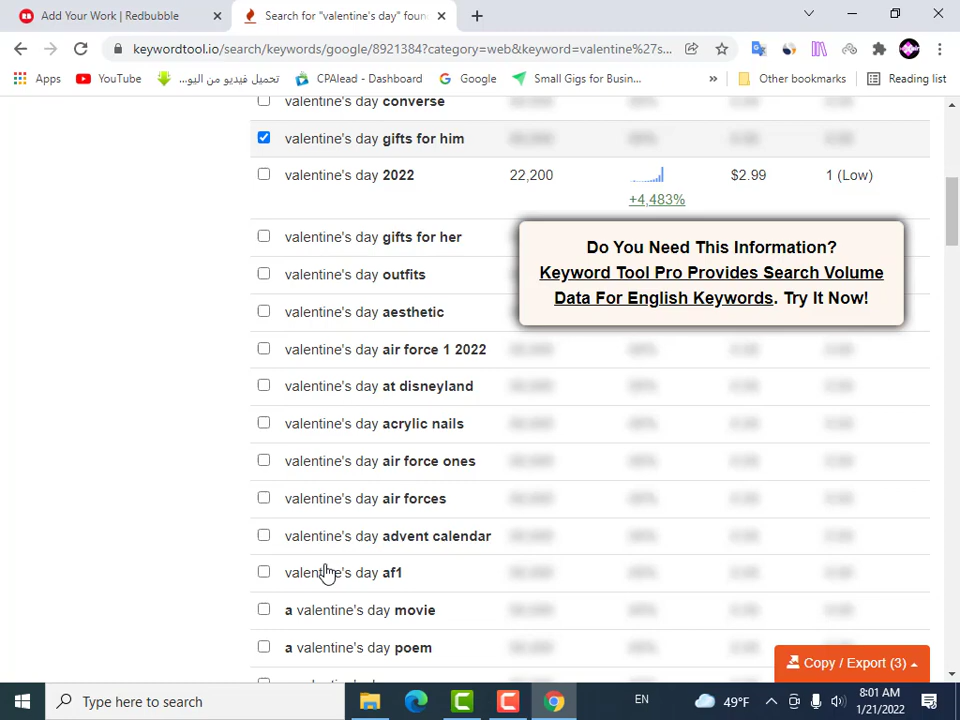 Add Your Work | Redbubble
Search for "valentine's day" foun
keywordtool.io/search/keywords/google/8921384?category=web&keyword=valentine%27s...
Apps
YouTube
تحميل فيديو من اليو...
CPAlead - Dashboard
Google
Small Gigs for Busin...
»
Other bookmarks
Reading list
valentine's day converse
valentine's day gifts for him
valentine's day 2022 22,200 $2.99 1 (Low)
+4,483%
valentine's day gifts for her
Do You Need This Information?
Keyword Tool Pro Provides Search Volume
Data For English Keywords. Try It Now!
valentine's day outfits
valentine's day aesthetic
valentine's day air force 1 2022
valentine's day at disneyland
valentine's day acrylic nails
valentine's day air force ones
valentine's day air forces
valentine's day advent calendar
valentine's day af1
a valentine's day movie
a valentine's day poem
Copy / Export (3)
Type here to search
EN
49°F
8:01 AM
1/21/2022